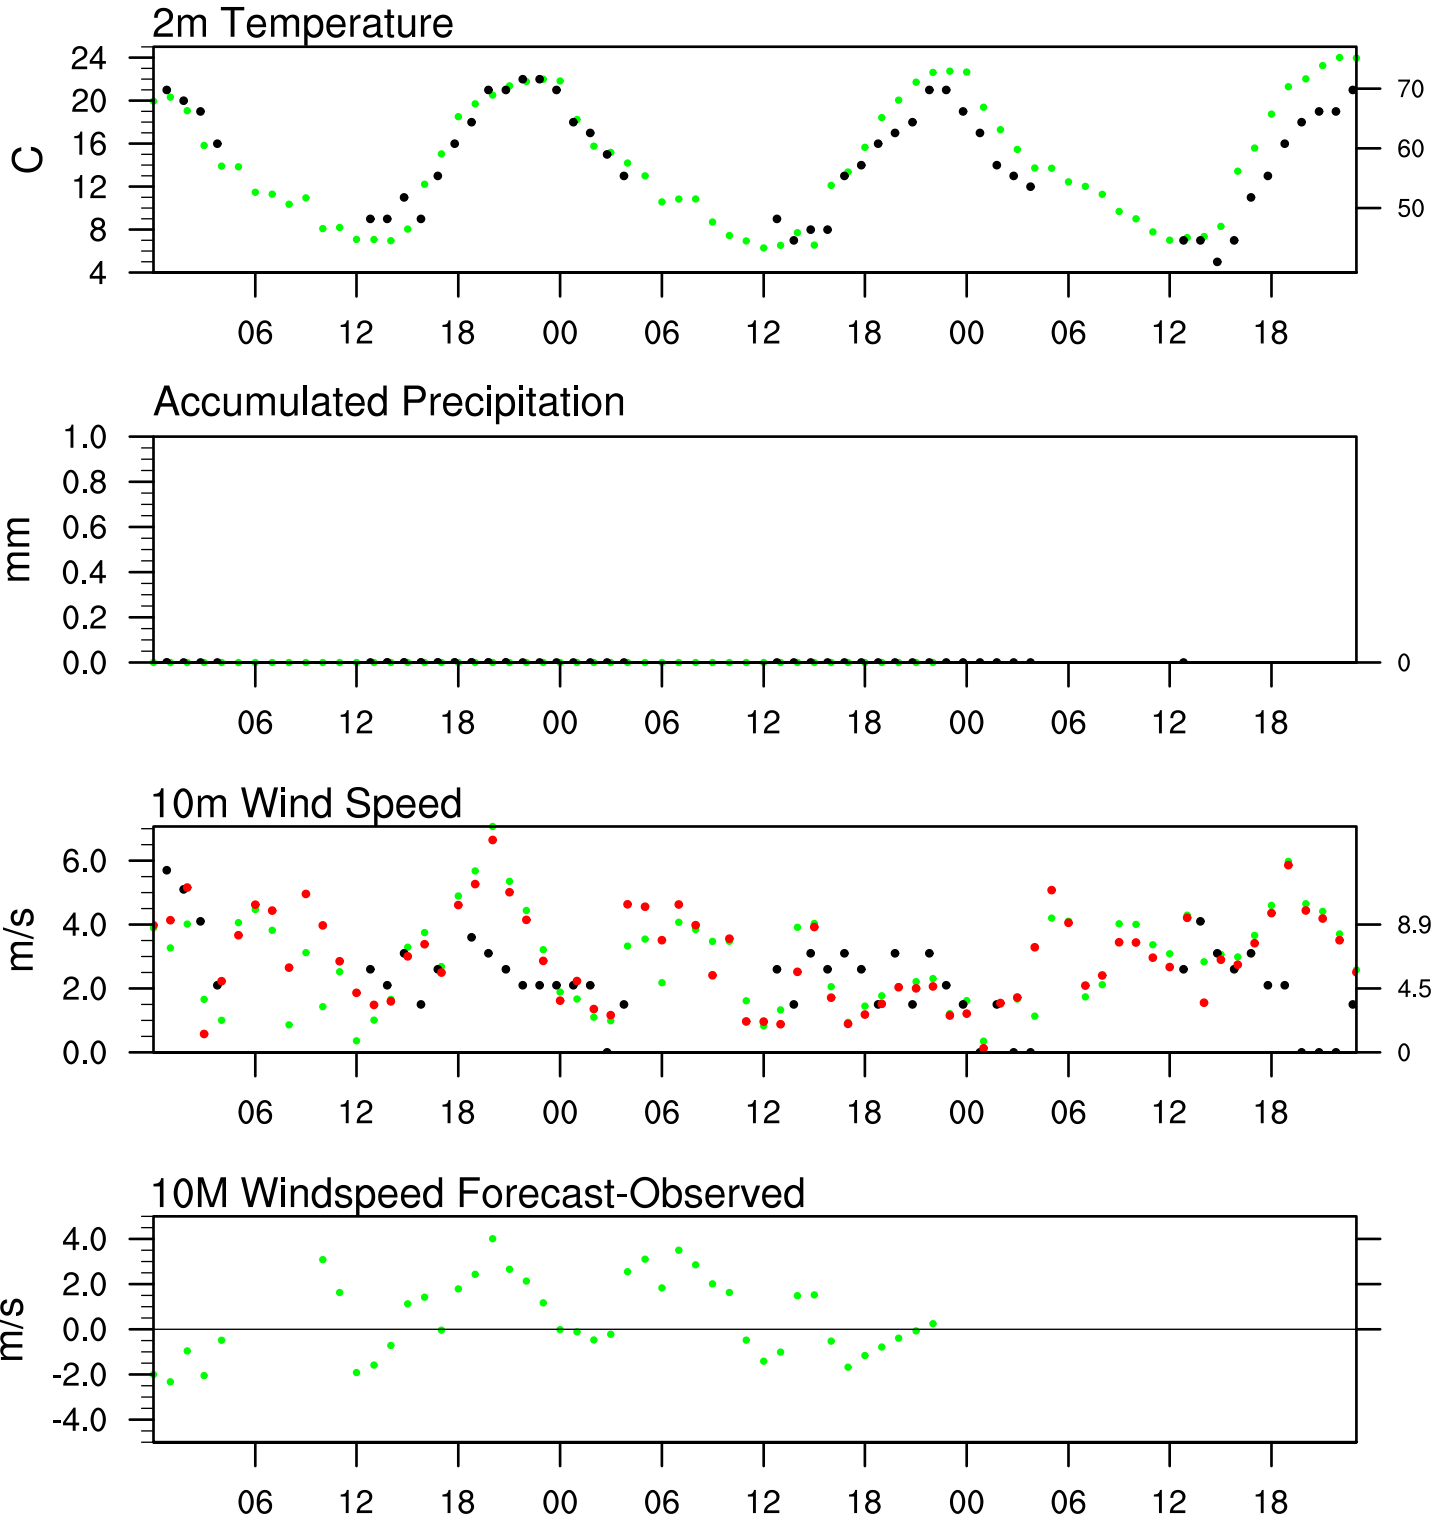 2m Temperature
24
20
16
12
8
4
C
70
60
50
06 12 18 00 06 12 18 00 06 12 18
Accumulated Precipitation
1.0
0.8
0.6
0.4
0.2
0.0
mm
0
06 12 18 00 06 12 18 00 06 12 18
10m Wind Speed
6.0
4.0
2.0
0.0
m/s
8.9
4.5
0
06 12 18 00 06 12 18 00 06 12 18
10M Windspeed Forecast-Observed
4.0
2.0
0.0
-2.0
-4.0
m/s
06 12 18 00 06 12 18 00 06 12 18